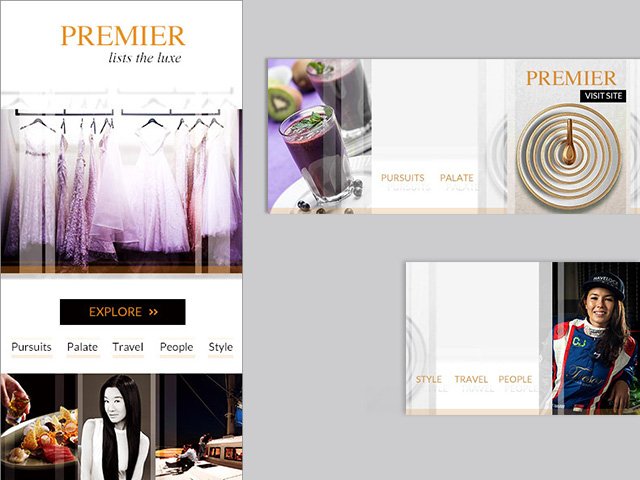 PREMIER
lists the luxe
EXPLORE »
Pursuits Palate Travel People Style
PREMIER
VISIT SITE
PURSUITS PALATE
STYLE TRAVEL PEOPLE